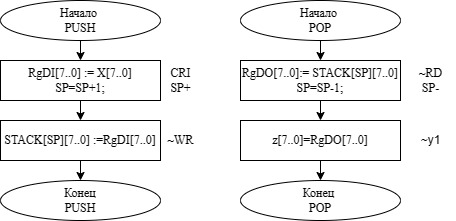 Начало
PUSH
RgDI[7..0] := X[7..0]
SP=SP+1;
CRI
SP+
STACK[SP][7..0] :=RgDI[7..0]
~WR
Конец
PUSH
Начало
POP
RgDO[7..0]:= STACK[SP][7..0]
SP=SP-1;
~RD
SP-
z[7..0]=RgDO[7..0]
~y1
Конец
POP